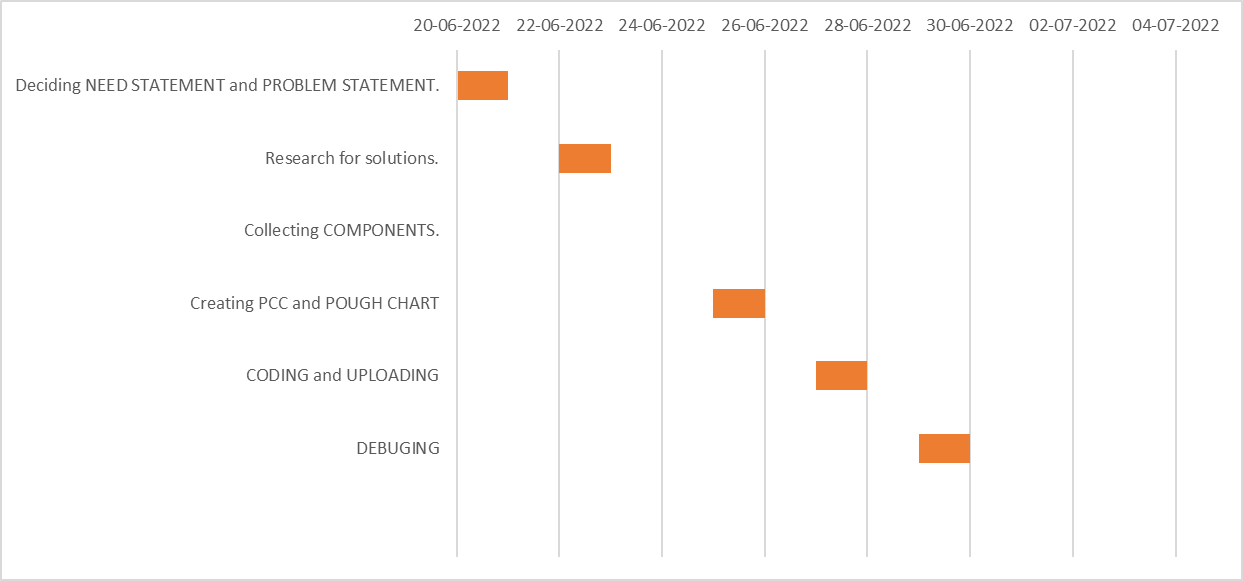 20-06-2022 22-06-2022 24-06-2022 26-06-2022 28-06-2022 30-06-2022 02-07-2022 04-07-2022
Deciding NEED STATEMENT and PROBLEM STATEMENT.
Research for solutions.
Collecting COMPONENTS.
Creating PCC and POUGH CHART
CODING and UPLOADING
DEBUGING